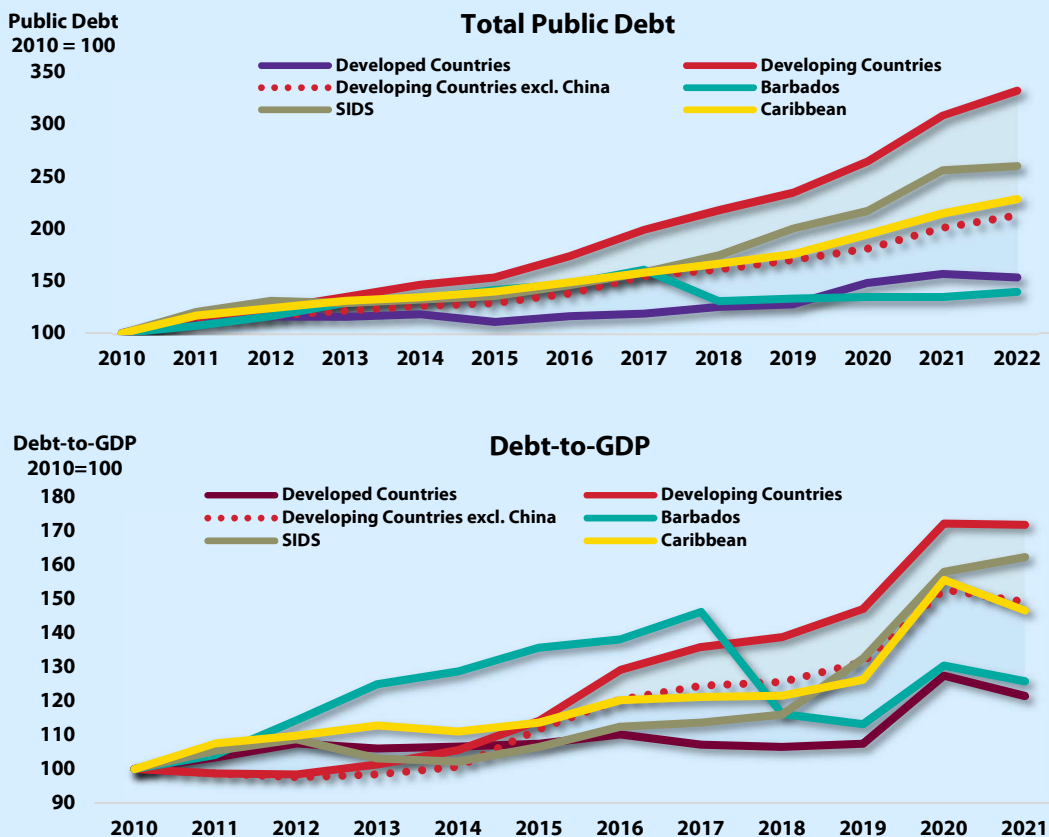 Public Debt
2010 = 100
Total Public Debt
Developed Countries
Developing Countries
Developing Countries excl. China
Barbados
SIDS
Caribbean
350
300
250
200
150
100
2010 2011 2012 2013 2014 2015 2016 2017 2018 2019 2020 2021 2022
Debt-to-GDP
2010=100
Debt-to-GDP
Developed Countries
Developing Countries
Developing Countries excl. China
Barbados
SIDS
Caribbean
180
170
160
150
140
130
120
110
100
90
2010 2011 2012 2013 2014 2015 2016 2017 2018 2019 2020 2021